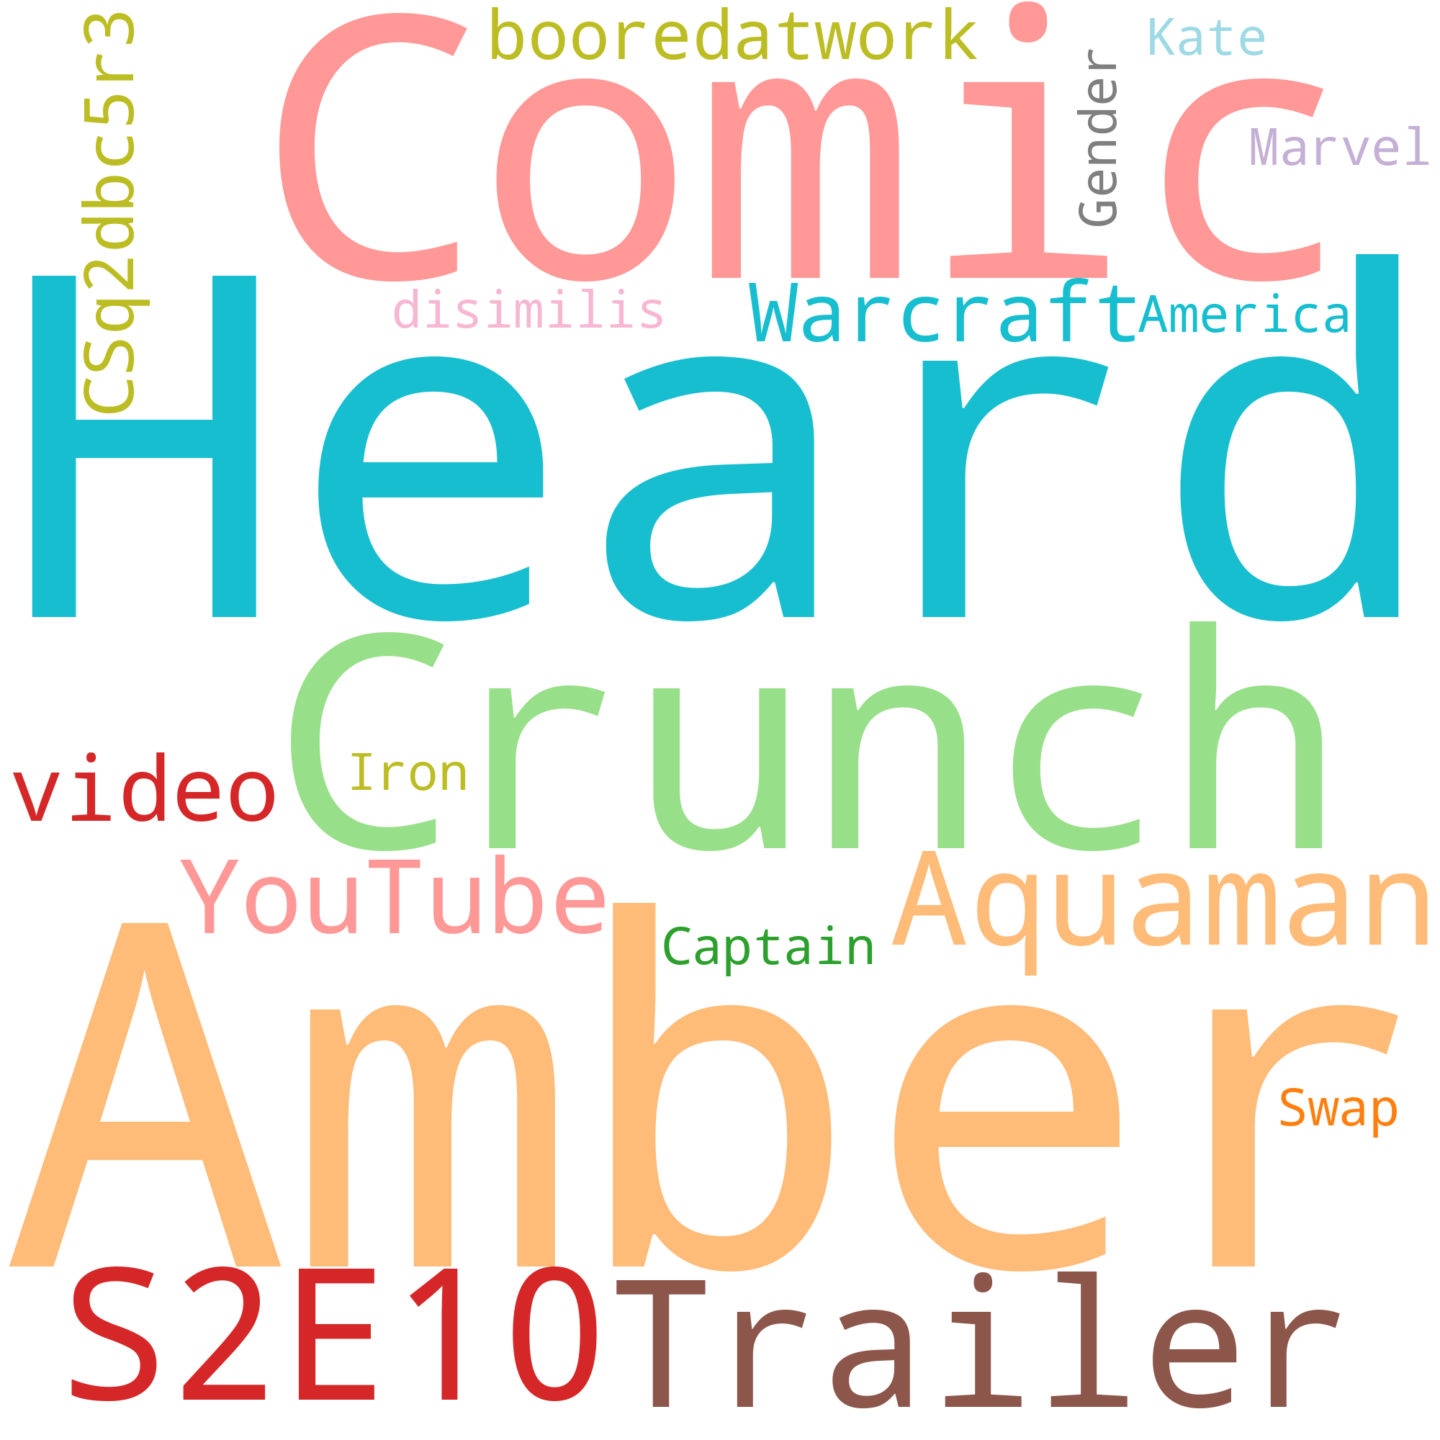 booredatwork
Kate
Comic
CSq2dbc5r3
Gender
Marvel
disimilis
Warcraft
America
Heard
Crunch
video
Iron
YouTube
Aquaman
Captain
Amber
Swap
S2E10
Trailer